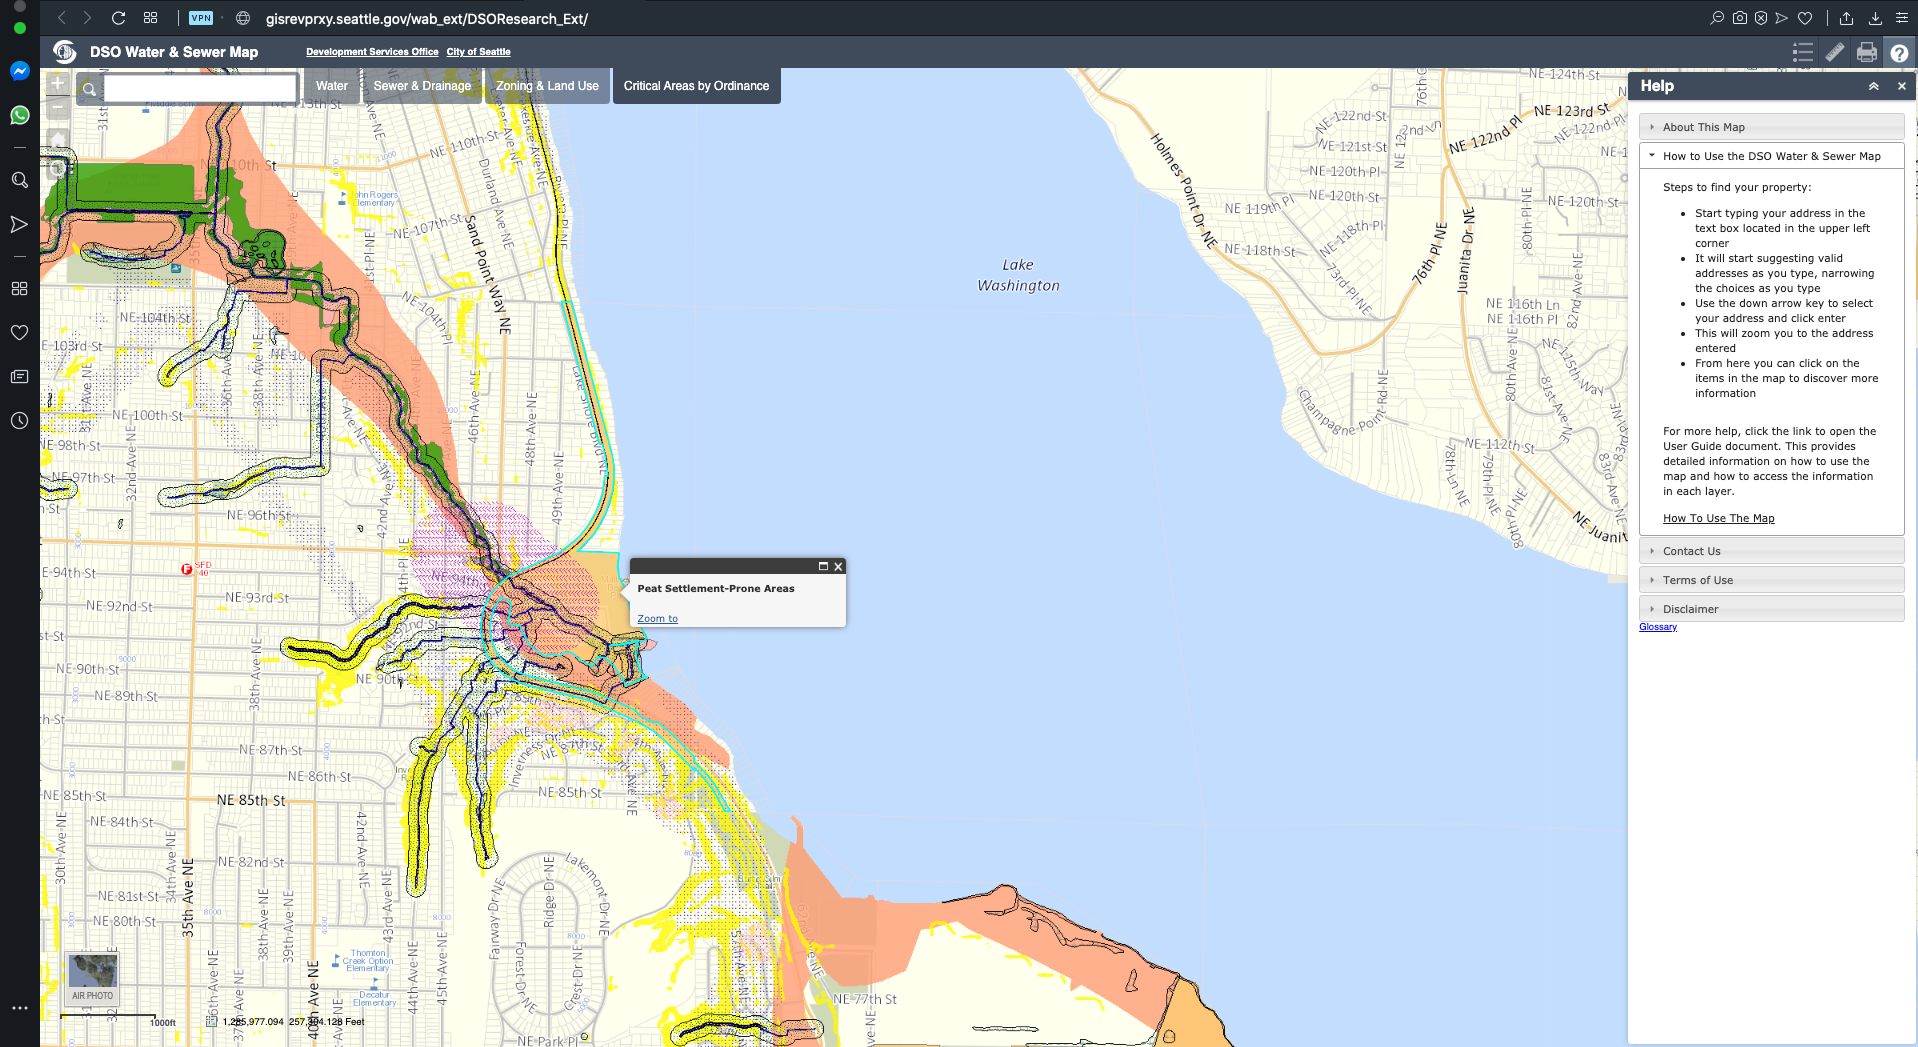 VPN
gisrevprxy.seattle.gov/wab_ext/DSOResearch_Ext/
DSO Water & Sewer Map
Development Services Office
City of Seattle
Water
Sewer & Drainage
Zoning & Land Use
Critical Areas by Ordinance
Help
About This Map
How to Use the DSO Water & Sewer Map
Steps to find your property:
• Start typing your address in the
text box located in the upper left
corner
• It will start suggesting valid
addresses as you type, narrowing
the choices as you type
• Use the down arrow key to select
your address and click enter
• This will zoom you to the address
entered
• From here you can click on the
items in the map to discover more
information
For more help, click the link to open the
User Guide document. This provides
detailed information on how to use the
map and how to access the information
in each layer.
How To Use The Map
Contact Us
Terms of Use
Disclaimer
Glossary
Peat Settlement-Prone Areas
Zoom to
Lake
Washington
NE 110th St
Durland Ave NE
John Rogers
Elementary
NE 107th St
Sand Point Way NE
NE 104th Pl
NE 104th St
E 103rd St
36th Ave NE
38th Ave NE
NE 100th St
46th Ave NE
48th Ave NE
49th Ave NE
Lake Shore Blvd NE
NE 98th St
32nd Ave NE
NE 97th St
NE 96th St
42nd Ave NE
SFD
40
NE 94th St
NE 93rd St
NE 92nd St
NE 90th St
NE 90th
NE 89th St
38th Ave NE
NE 87th St
NE 86th St
NE 85th St
NE 85th St
NE 85th St
NE 84th St
NE 82nd St
NE 81st St
NE 80th St
30th Ave NE
34th Ave NE
35th Ave NE
38th Ave NE
39th Ave NE
40th Ave NE
42nd Ave NE
43rd Ave NE
44th Ave NE
45th Ave NE
Thornton
Creek Option
Elementary
Decatur
Elementary
Fairway Dr NE
Ridge Dr NE
Lakemont Dr NE
Forest Dr NE
Crest Dr NE
NE Park Pl
NE 77th St
Holmes Point Dr NE
NE 124th St
NE 123rd St
NE 122nd Pl
NE 122nd St
NE 121st St
NE 120th Pl
NE 120th St
NE 119th Pl
NE 118th St
NE 118th Pl
73rd Pl NE
76th Pl NE
Juanita Dr NE
80th Pl NE
82nd Ave NE
NE 116th Ln
NE 116th Pl
NE 115th Way
80th Ave NE
81st Ave NE
83rd Ave NE
Champagne Point Rd NE
NE 112th St
78th Ln NE
79th Pl NE
80th Pl NE
NE Juanit
AIR PHOTO
1000ft
1,285,977.094 257,304.128 Feet